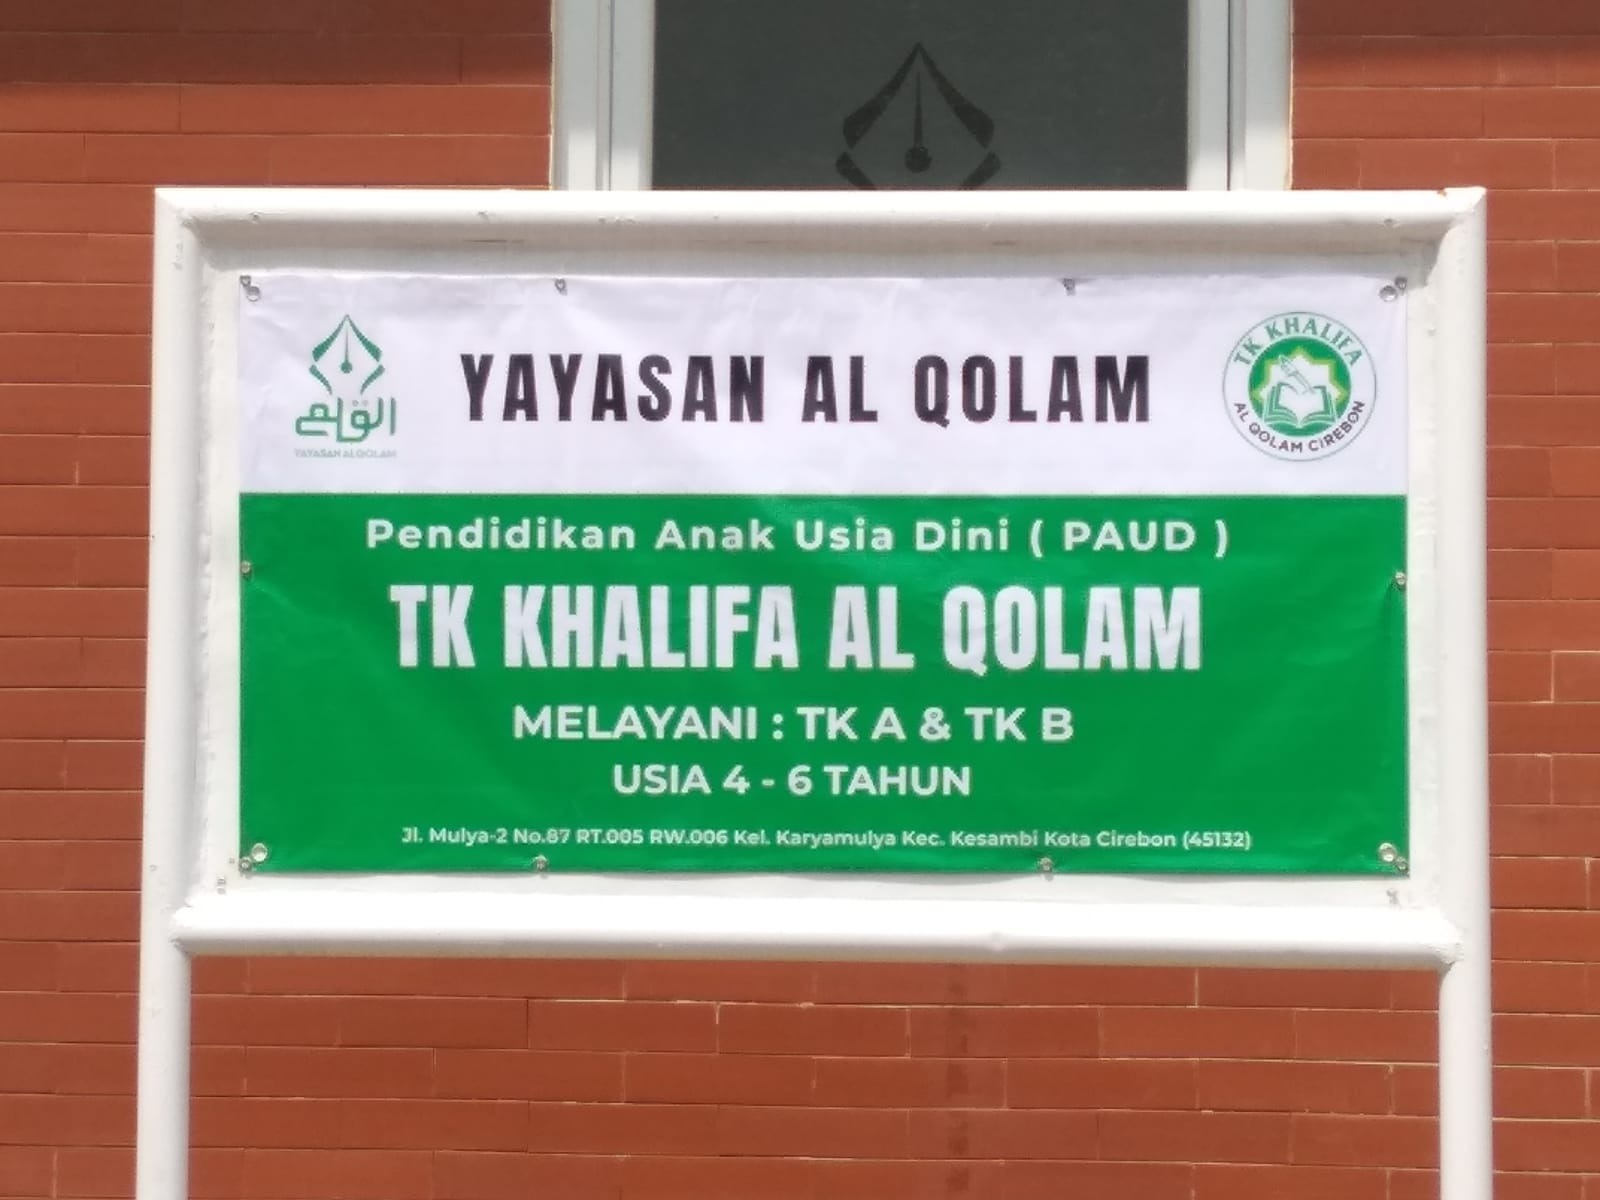 YAYASAN AL QOLAM
القلم
YAYASAN ALQOLAM
TK KHALIFA
AL QOLAM CIREBON
Pendidikan Anak Usia Dini ( PAUD )
TK KHALIFA AL QOLAM
MELAYANI : TK A & TK B
USIA 4 - 6 TAHUN
Jl. Mulya-2 No.87 RT.005 RW.006 Kel. Karyamulya Kec. Kesambi Kota Cirebon (45132)